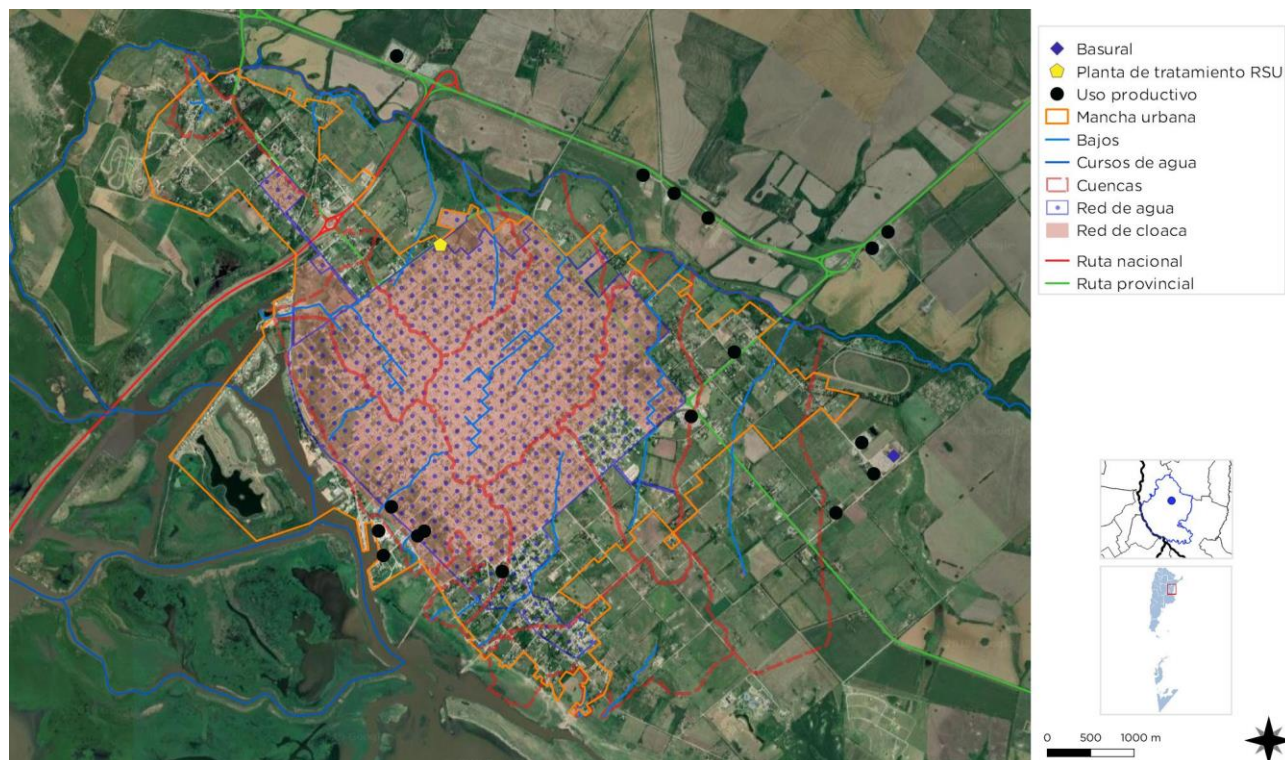 Basural
Planta de tratamiento RSU
Uso productivo
Mancha urbana
Bajos
Cursos de agua
Cuencas
Red de agua
Red de cloaca
Ruta nacional
Ruta provincial
0 500 1000 m